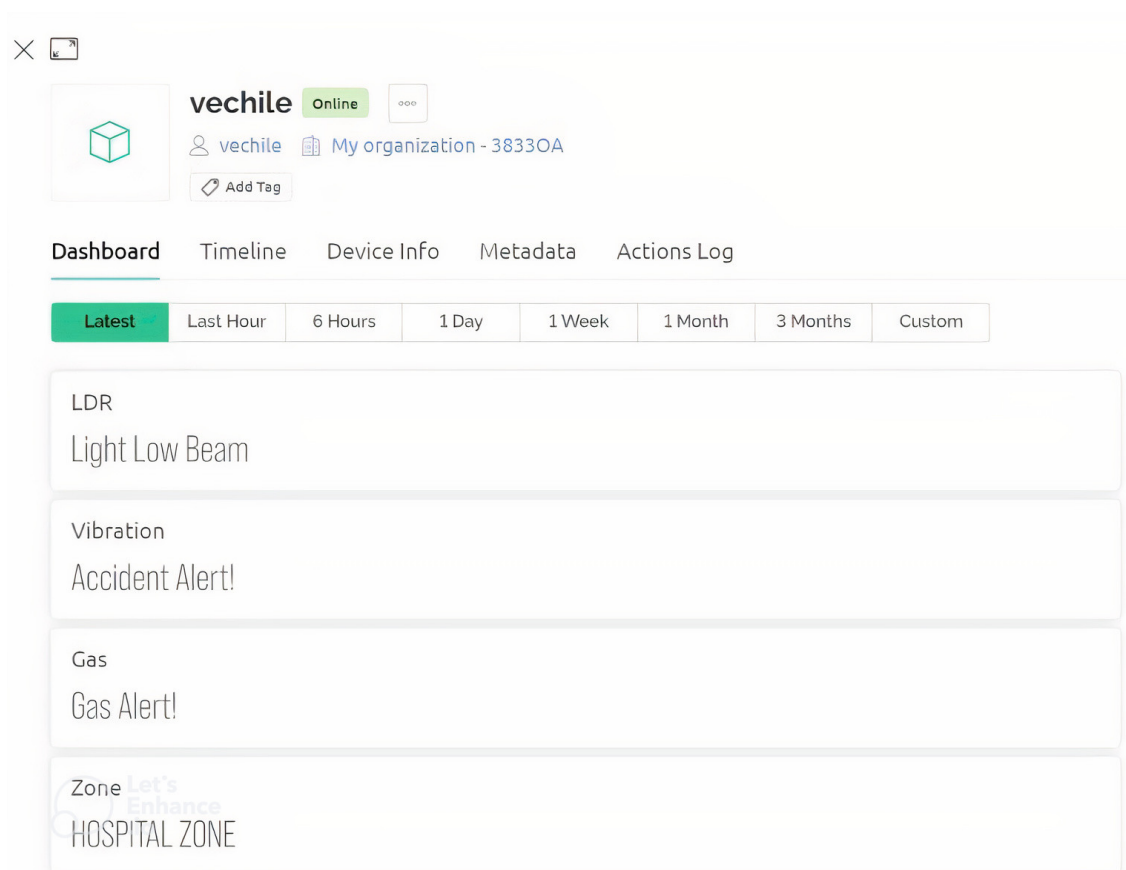 vechile Online
vechile My organization - 3833OA
Add Tag
Dashboard Timeline Device Info Metadata Actions Log
Latest Last Hour 6 Hours 1 Day 1 Week 1 Month 3 Months Custom
LDR
Light Low Beam
Vibration
Accident Alert!
Gas
Gas Alert!
Zone
Let's
Enhance
HOSPITAL ZONE